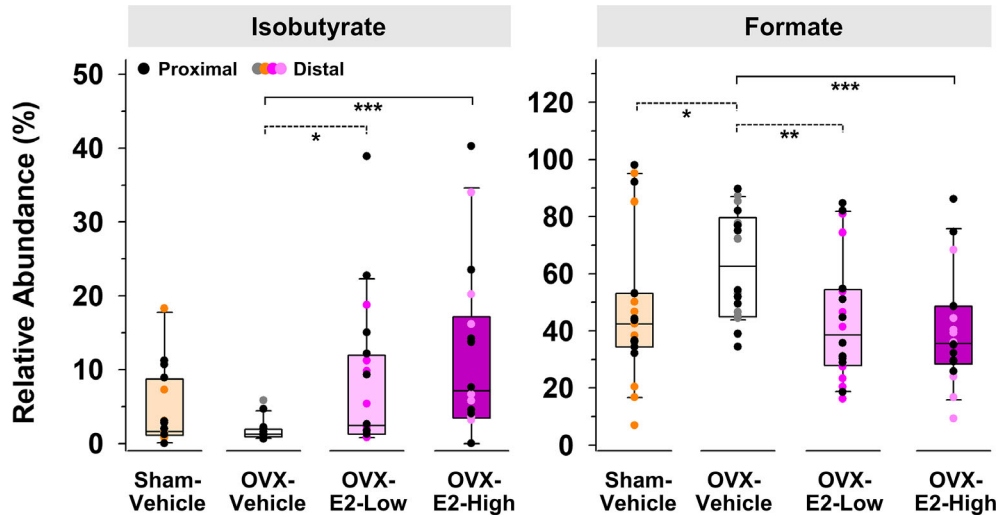 Isobutyrate
Formate
Relative Abundance (%)
Proximal Distal
50
40
30
20
10
0
***
*
120
100
80
60
40
20
0
*
**
***
Sham-
Vehicle
OVX-
Vehicle
OVX-
E2-Low
OVX-
E2-High
Sham-
Vehicle
OVX-
Vehicle
OVX-
E2-Low
OVX-
E2-High